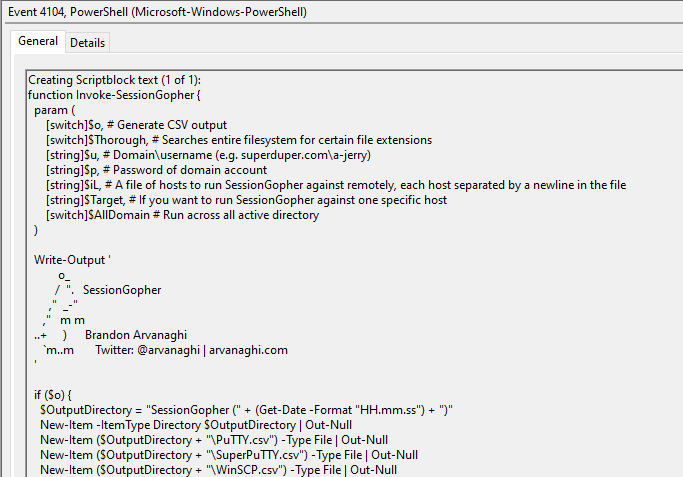 Event 4104, PowerShell (Microsoft-Windows-PowerShell)
General Details
Creating Scriptblock text (1 of 1):
function Invoke-SessionGopher {
  param (
    [switch]$o, # Generate CSV output
    [switch]$Thorough, # Searches entire filesystem for certain file extensions
    [string]$u, # Domain\username (e.g. superduper.com\a-jerry)
    [string]$p, # Password of domain account
    [string]$iL, # A file of hosts to run SessionGopher against remotely, each host separated by a newline in the file
    [string]$Target, # If you want to run SessionGopher against one specific host
    [switch]$AllDomain # Run across all active directory
  )
  Write-Output '
          o_
         /  ".   SessionGopher
       ,"  _-"
      ,"   m m
  ..+     )      Brandon Arvanaghi
     `m..m       Twitter: @arvanaghi | arvanaghi.com
  '
  if ($o) {
    $OutputDirectory = "SessionGopher (" + (Get-Date -Format "HH.mm.ss") + ")"
    New-Item -ItemType Directory $OutputDirectory | Out-Null
    New-Item ($OutputDirectory + "\PuTTY.csv") -Type File | Out-Null
    New-Item ($OutputDirectory + "\SuperPuTTY.csv") -Type File | Out-Null
    New-Item ($OutputDirectory + "\WinSCP.csv") -Type File | Out-Null